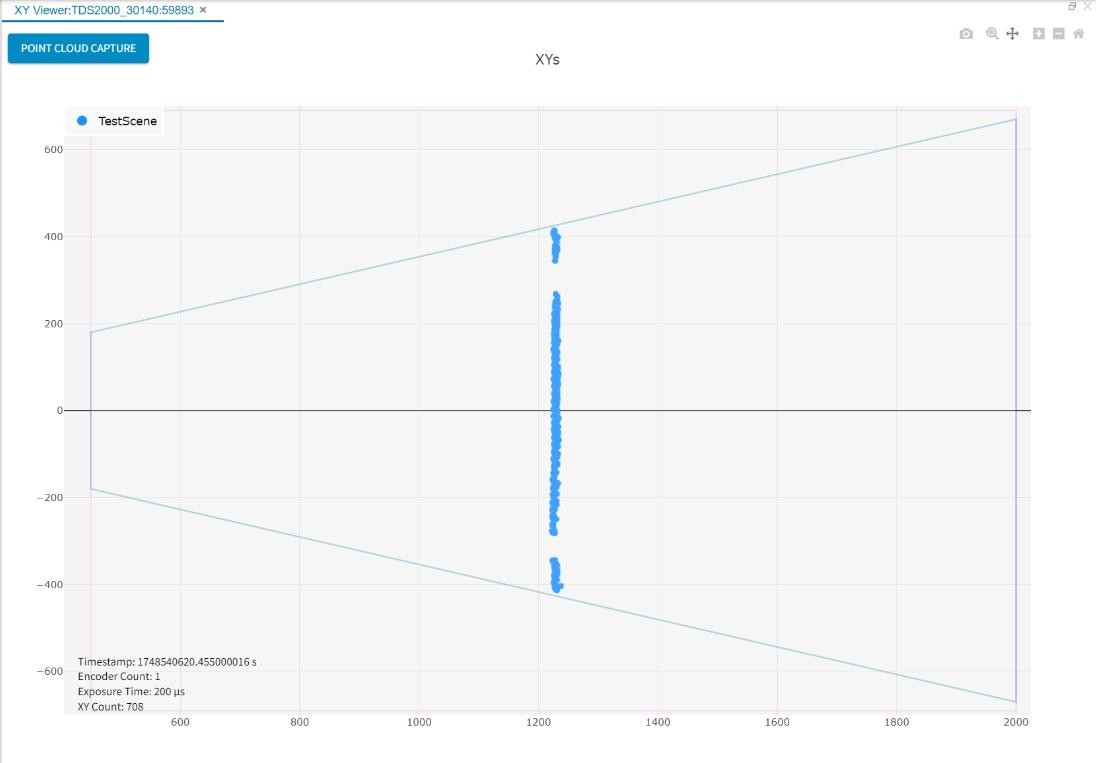 XY Viewer:TDS2000_30140:59893 ×
POINT CLOUD CAPTURE
XYs
TestScene
600
400
200
0
−200
−400
−600
Timestamp: 1748540620.455000016 s
Encoder Count: 1
Exposure Time: 200 µs
XY Count: 708
600 800 1000 1200 1400 1600 1800 2000